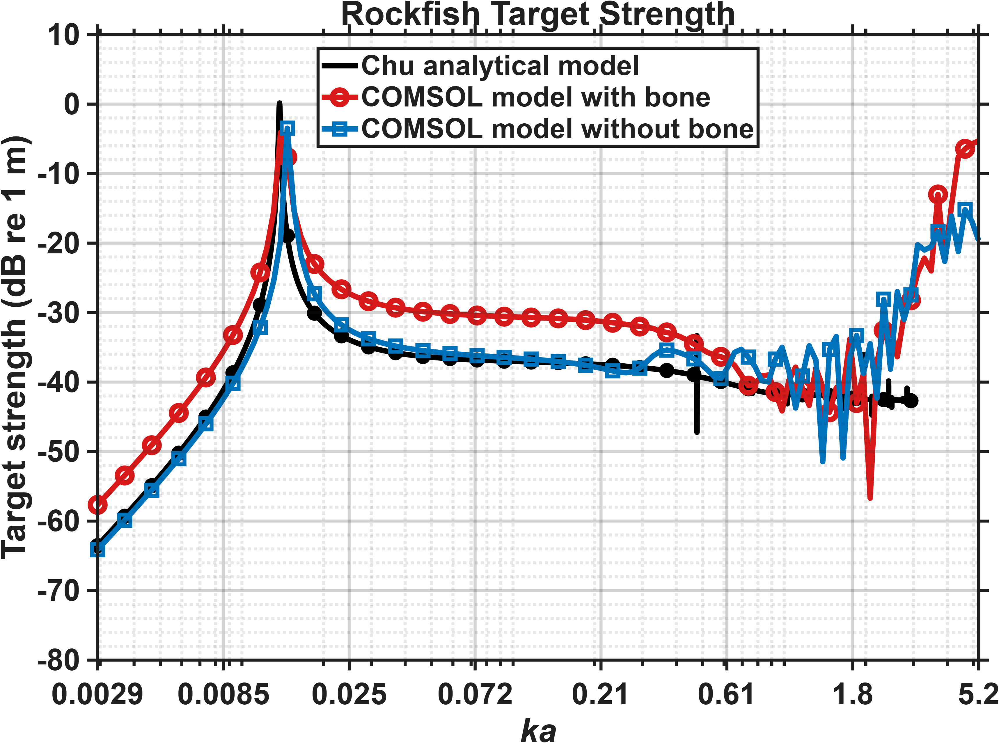 Rockfish Target Strength
Chu analytical model
COMSOL model with bone
COMSOL model without bone
Target strength (dB re 1 m)
10
0
-10
-20
-30
-40
-50
-60
-70
-80
0.0029 0.0085 0.025 0.072 0.21 0.61 1.8 5.2
ka